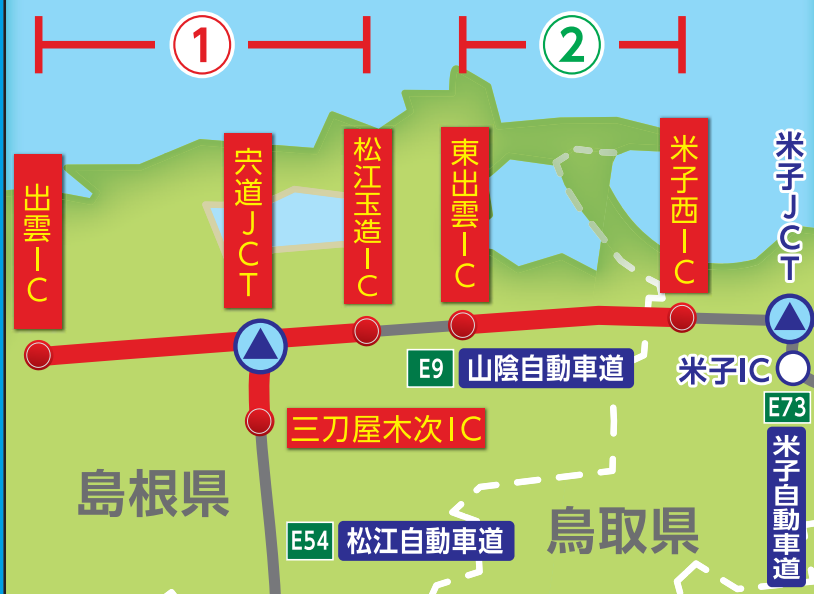 1
2
出雲IC
宍道JCT
松江玉造IC
東出雲IC
米子西IC
米子JCT
E9 山陰自動車道
米子IC
E73
米子自動車道
三刀屋木次IC
島根県
鳥取県
E54 松江自動車道